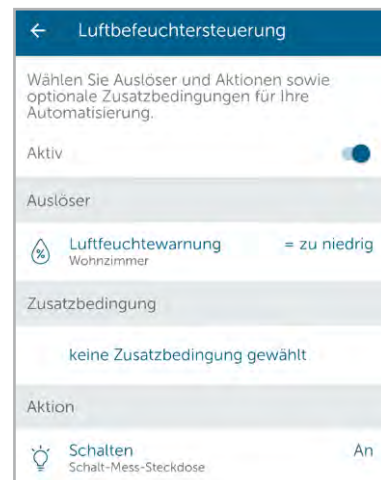 Luftbefeuchtersteuerung
Wählen Sie Auslöser und Aktionen sowie
optionale Zusatzbedingungen für Ihre
Automatisierung.
Aktiv
Auslöser
% Luftfeuchtewarnung = zu niedrig
Wohnzimmer
Zusatzbedingung
keine Zusatzbedingung gewählt
Aktion
Schalten An
Schalt-Mess-Steckdose